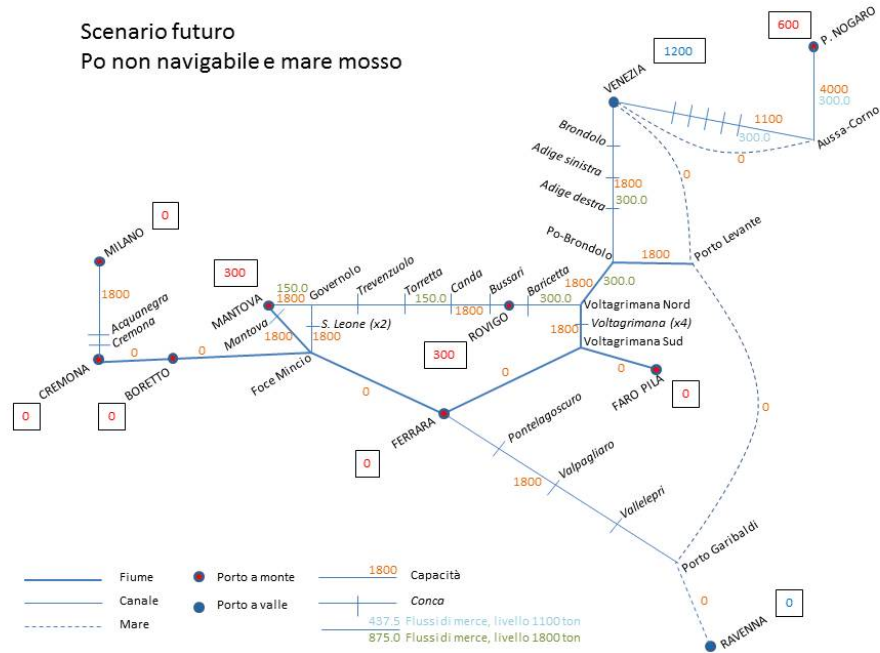 Scenario futuro
Po non navigabile e mare mosso
600
P. NOGARO
1200
VENEZIA
4000
300.0
1100
300.0
Aussa-Corno
0
Brondolo
Adige sinistra
1800
300.0
Adige destra
0
Po-Brondolo
1800
Porto Levante
0
MILANO
1800
Acquanegra
Cremona
300
MANTOVA
150.0
1800
Governolo
Trevenzuolo
Torretta
150.0
Canda
1800
Bussari
Baricetta
300.0
1800
300.0
Voltagrimana Nord
Mantova
1800
S. Leone (x2)
1800
300
ROVIGO
1800
Voltagrimana (x4)
Voltagrimana Sud
CREMONA
0
BORETTO
0
Foce Mincio
0
0
0
FARO PILA
0
0
0
0
FERRARA
0
Pontelagoscuro
1800
Valpagliaro
Vallelepri
Porto Garibaldi
0
0
RAVENNA
Fiume
Canale
Mare
Porto a monte
Porto a valle
1800
Capacità
Conca
437.5 Flussi di merce, livello 1100 ton
875.0 Flussi di merce, livello 1800 ton